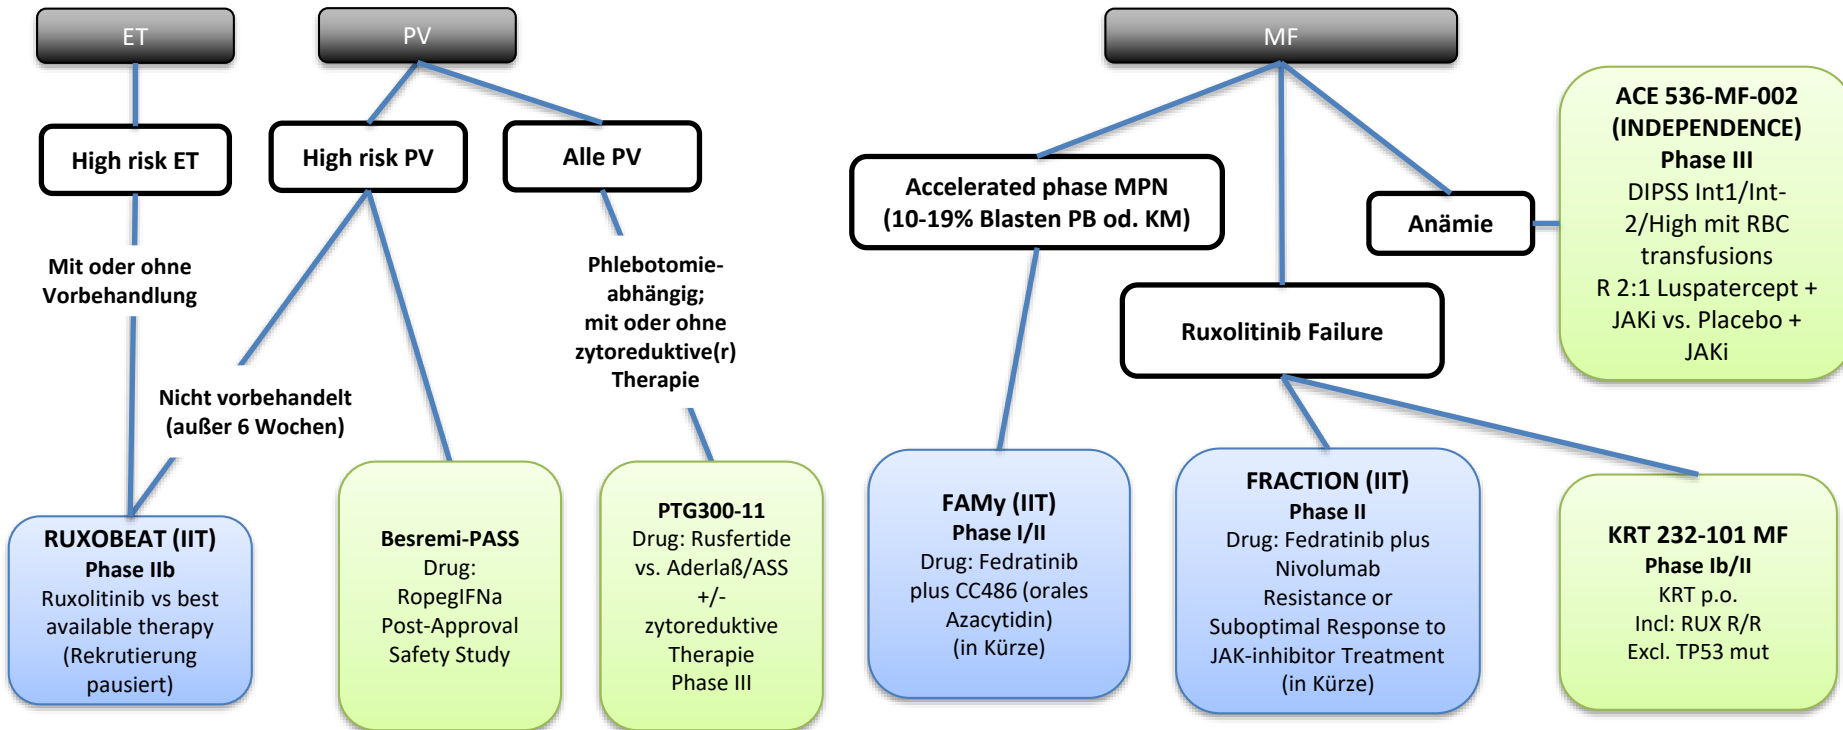 ET
PV
MF
High risk ET
High risk PV
Alle PV
Accelerated phase MPN
(10-19% Blasten PB od. KM)
Anämie
ACE 536-MF-002
(INDEPENDENCE)
Phase III
DIPSS Int1/Int-
2/High mit RBC
transfusions
R 2:1 Luspatercept +
JAKi vs. Placebo +
JAKi
Mit oder ohne
Vorbehandlung
Phlebotomie-
abhängig;
mit oder ohne
zytoreduktive(r)
Therapie
Ruxolitinib Failure
Nicht vorbehandelt
(außer 6 Wochen)
RUXOBEAT (IIT)
Phase IIb
Ruxolitinib vs best
available therapy
(Rekrutierung
pausiert)
Besremi-PASS
Drug:
RopegIFNa
Post-Approval
Safety Study
PTG300-11
Drug: Rusfertide
vs. Aderlaß/ASS
+/-
zytoreduktive
Therapie
Phase III
FAMy (IIT)
Phase I/II
Drug: Fedratinib
plus CC486 (orales
Azacytidin)
(in Kürze)
FRACTION (IIT)
Phase II
Drug: Fedratinib plus
Nivolumab
Resistance or
Suboptimal Response to
JAK-inhibitor Treatment
(in Kürze)
KRT 232-101 MF
Phase Ib/II
KRT p.o.
Incl: RUX R/R
Excl. TP53 mut